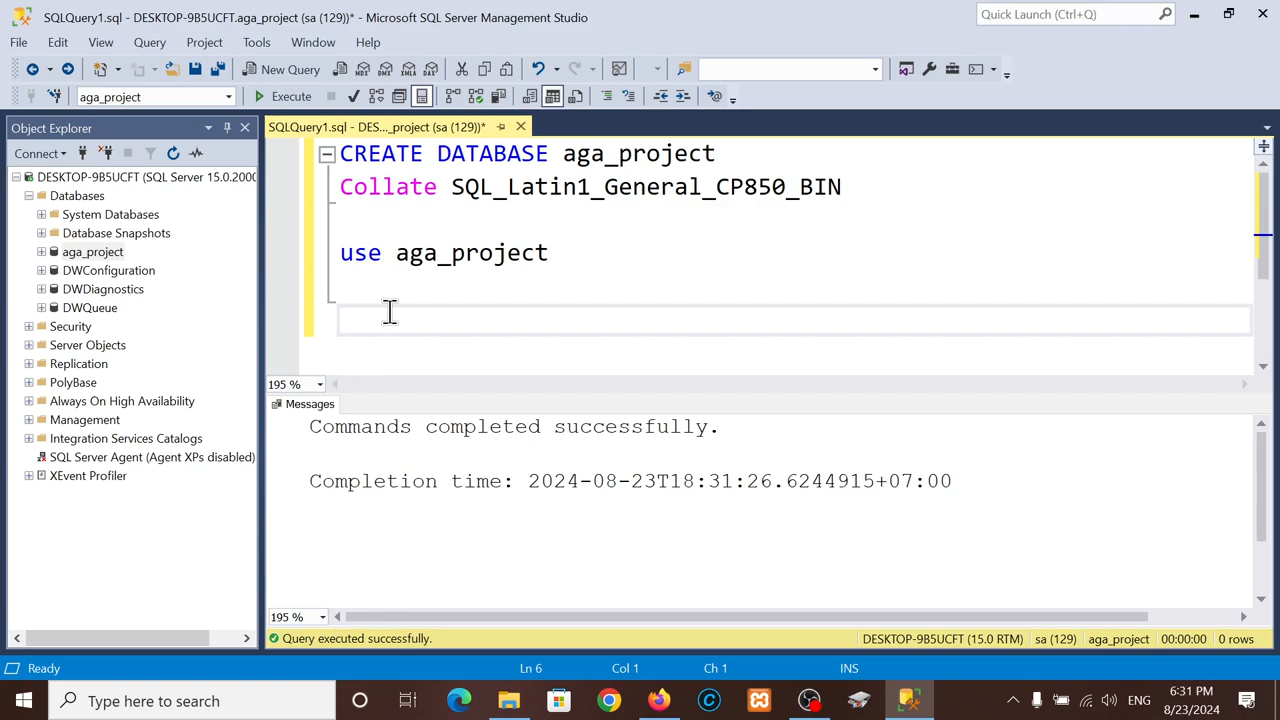 SQLQuery1.sql - DESKTOP-9B5UCFT.aga_project (sa (129))* - Microsoft SQL Server Management Studio
Quick Launch (Ctrl+Q)
File Edit View Query Project Tools Window Help
New Query MDX DMX XMLA DAX
aga_project Execute
Object Explorer
SQLQuery1.sql - DES..._project (sa (129))*
Connect
DESKTOP-9B5UCFT (SQL Server 15.0.2000
Databases
System Databases
Database Snapshots
aga_project
DWConfiguration
DWDiagnostics
DWQueue
Security
Server Objects
Replication
PolyBase
Always On High Availability
Management
Integration Services Catalogs
SQL Server Agent (Agent XPs disabled)
XEvent Profiler
CREATE DATABASE aga_project
Collate SQL_Latin1_General_CP850_BIN
use aga_project
195 %
Messages
Commands completed successfully.
Completion time: 2024-08-23T18:31:26.6244915+07:00
195 %
Query executed successfully. DESKTOP-9B5UCFT (15.0 RTM) sa (129) aga_project 00:00:00 0 rows
Ready Ln 6 Col 1 Ch 1 INS
Type here to search
ENG
6:31 PM
8/23/2024